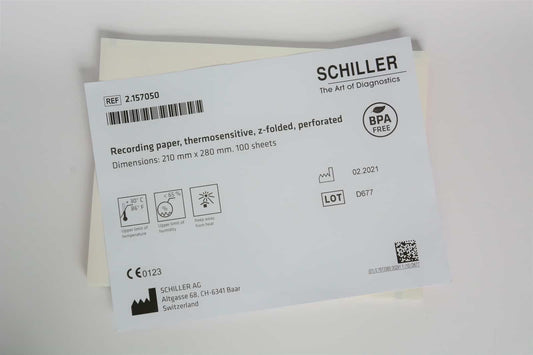 SCHILLER
The Art of Diagnostics
REF 2.157050
Recording paper, thermosensitive, z-folded, perforated
Dimensions: 210 mm x 280 mm. 100 sheets
BPA
FREE
02.2021
LOT D677
Upper limit of
temperature
Upper limit of
humidity
Keep away
from heat
CE0123
SCHILLER AG
Altgasse 68, CH-6341 Baar
Switzerland